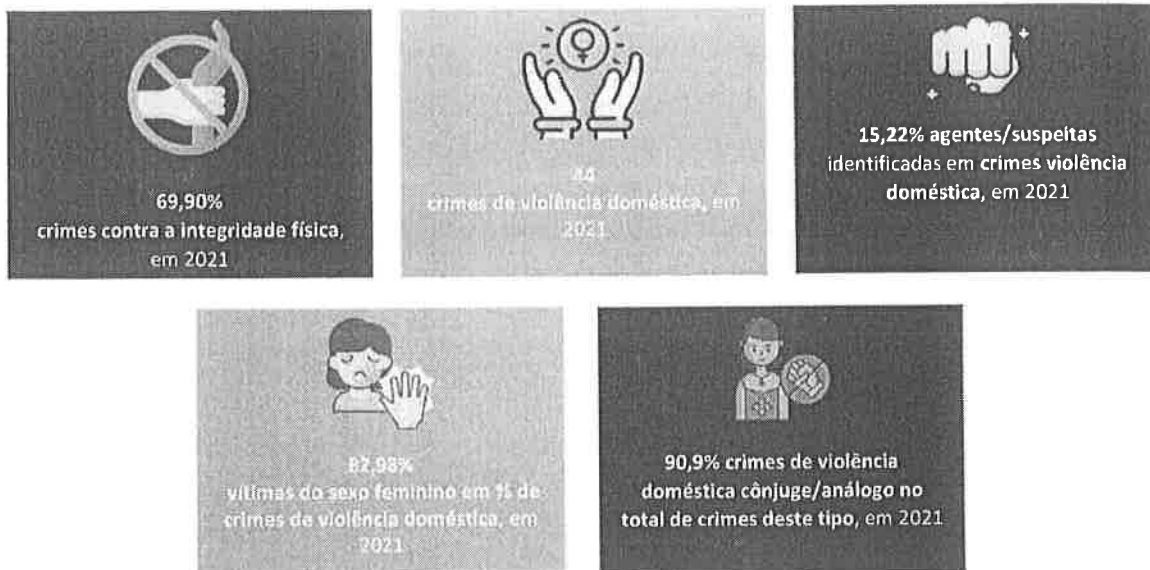 69,90%
crimes contra a integridade física,
em 2021
44
crimes de violência doméstica, em
2021
15,22% agentes/suspeitas
identificadas em crimes violência
doméstica, em 2021
82,98%
vítimas do sexo feminino em % de
crimes de violência doméstica, em
2021
90,9% crimes de violência
doméstica cônjuge/análogo no
total de crimes deste tipo, em 2021